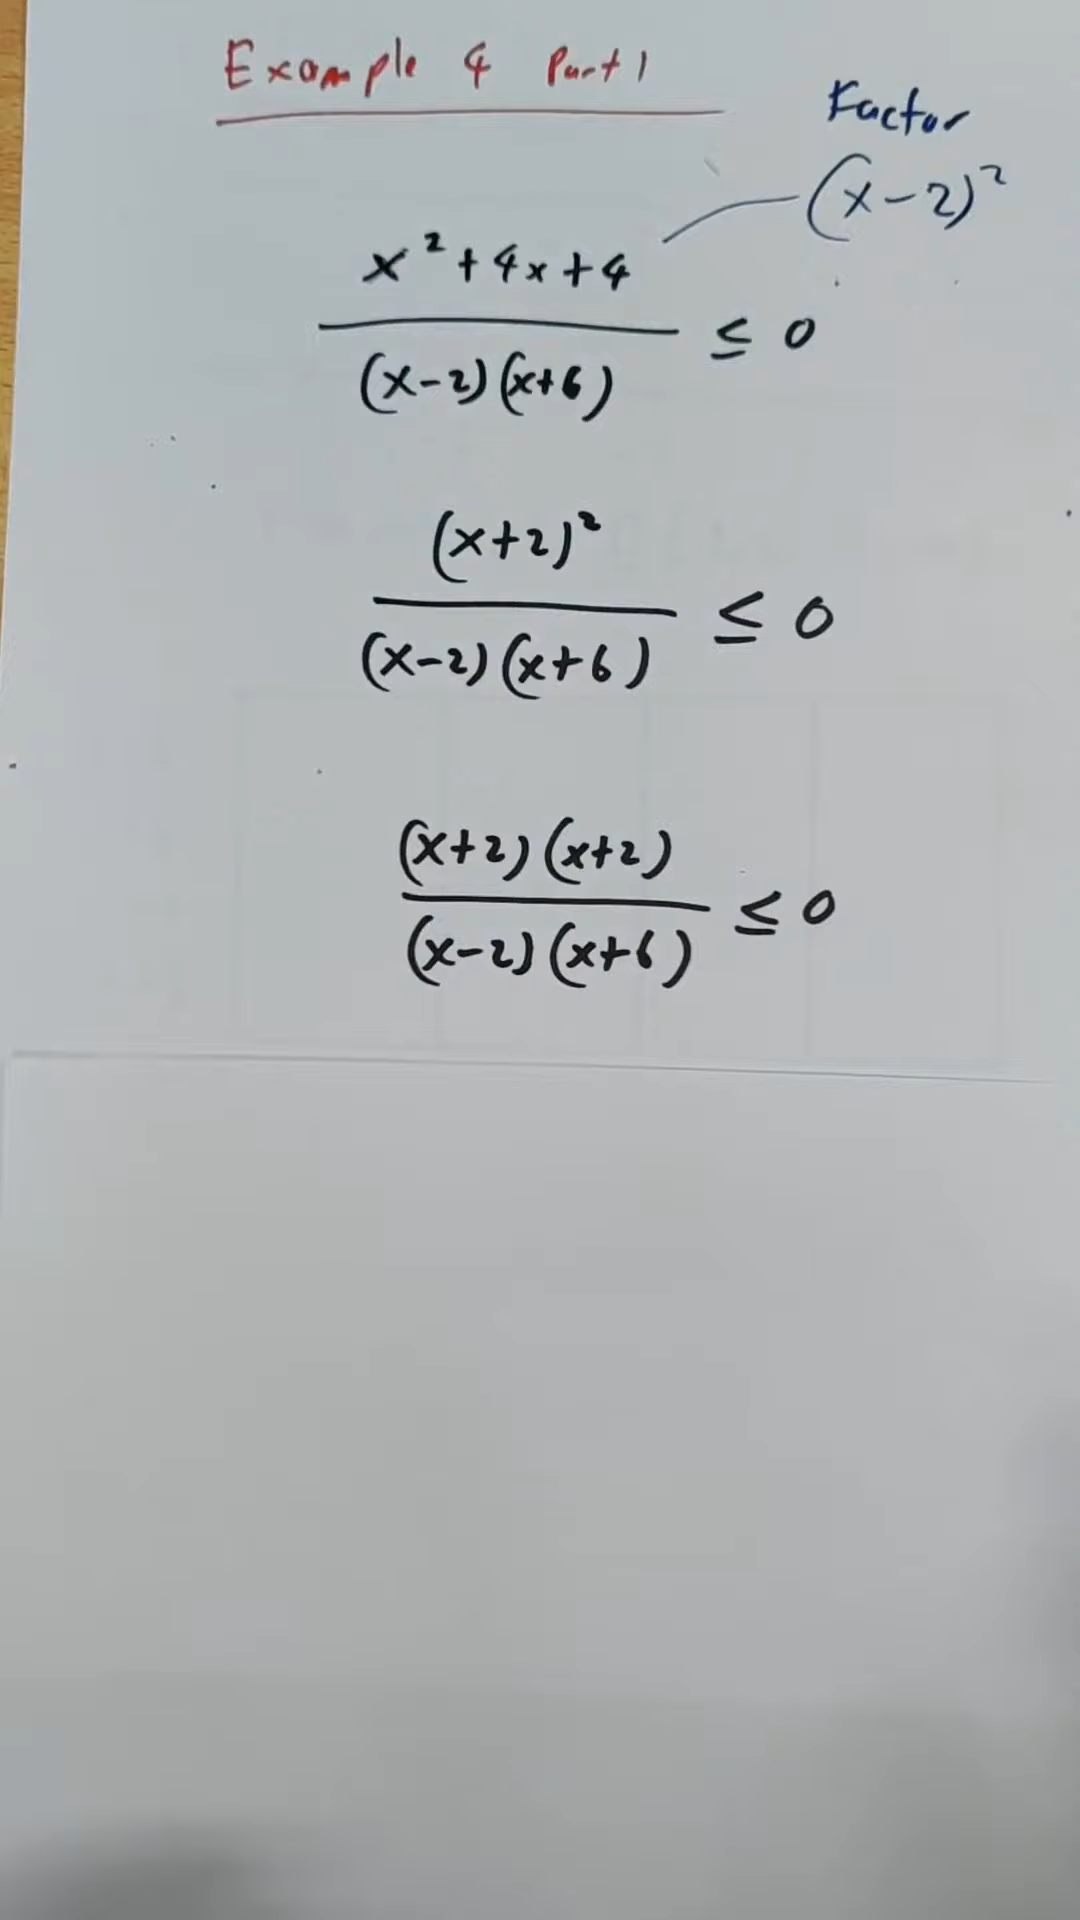 Example 4 Part 1
Factor
(x-2)²
x²+4x+4
(x-2)(x+6)
≤ 0
(x+2)²
(x-2)(x+6)
≤ 0
(x+2)(x+2)
(x-2)(x+6)
≤ 0